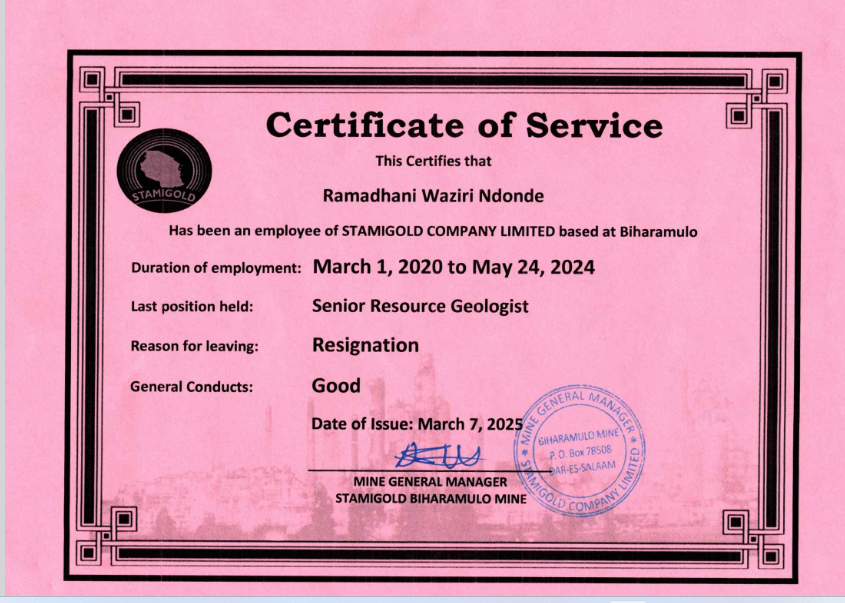 Certificate of Service
This Certifies that
STAMIGOLD
Ramadhani Waziri Ndonde
Has been an employee of STAMIGOLD COMPANY LIMITED based at Biharamulo
Duration of employment: March 1, 2020 to May 24, 2024
Last position held: Senior Resource Geologist
Reason for leaving: Resignation
General Conducts: Good
Date of Issue: March 7, 2025
MINE GENERAL MANAGER
STAMIGOLD BIHARAMULO MINE
* MINE GENERAL MANAGER *
BIHARAMULO MINE
P. O. Box 78508
DAR-ES-SALAAM
STAMIGOLD COMPANY LIMITED